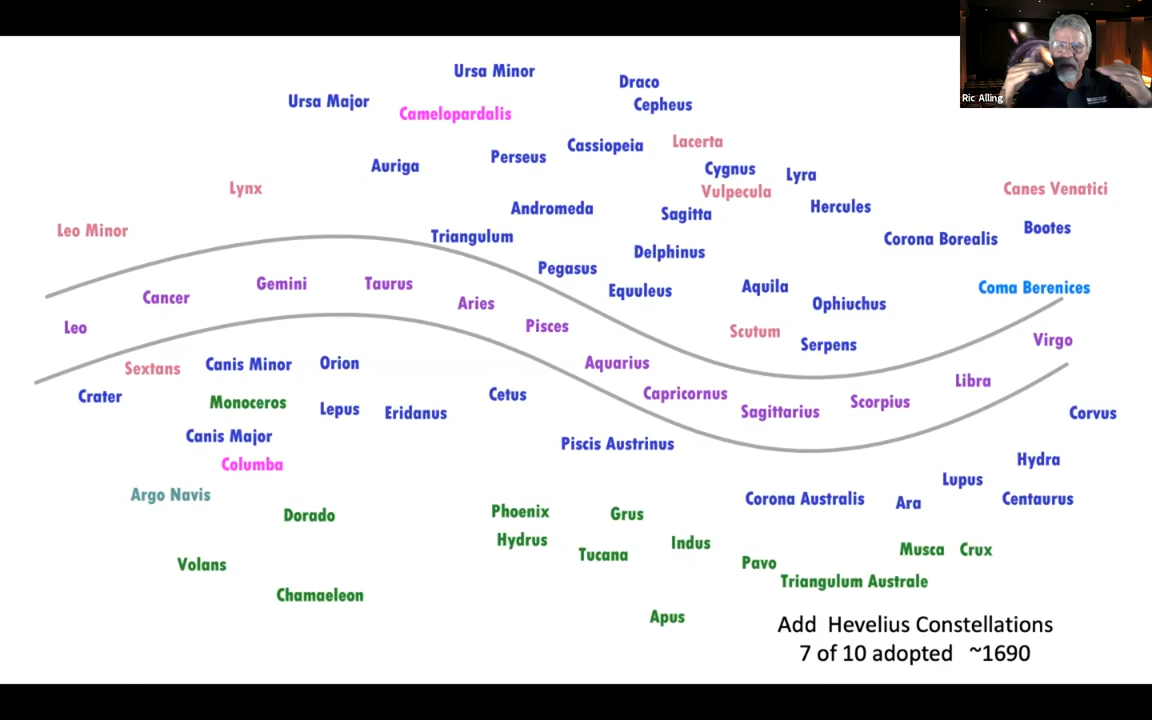 Ric Alling
Ursa Minor
Draco
Ursa Major
Cepheus
Camelopardalis
Cassiopeia
Lacerta
Perseus
Auriga
Cygnus
Lyra
Lynx
Vulpecula
Canes Venatici
Andromeda
Sagitta
Hercules
Leo Minor
Bootes
Triangulum
Corona Borealis
Delphinus
Pegasus
Gemini
Taurus
Equuleus
Aquila
Coma Berenices
Cancer
Aries
Ophiuchus
Leo
Pisces
Scutum
Serpens
Virgo
Sextans
Canis Minor
Orion
Aquarius
Libra
Crater
Monoceros
Lepus
Eridanus
Cetus
Capricornus
Sagittarius
Scorpius
Corvus
Canis Major
Piscis Austrinus
Columba
Hydra
Lupus
Argo Navis
Corona Australis
Ara
Centaurus
Dorado
Phoenix
Grus
Hydrus
Indus
Tucana
Musca
Crux
Volans
Pavo
Triangulum Australe
Chamaeleon
Apus
Add Hevelius Constellations
7 of 10 adopted ~1690